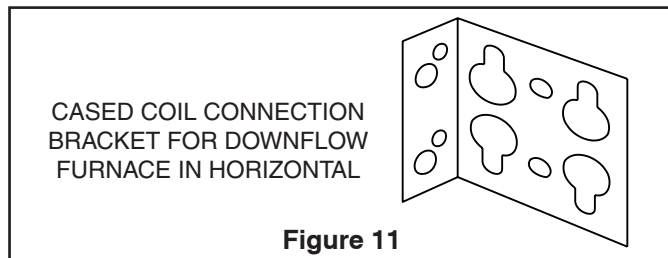 CASED COIL CONNECTION
BRACKET FOR DOWNFLOW
FURNACE IN HORIZONTAL
Figure 11